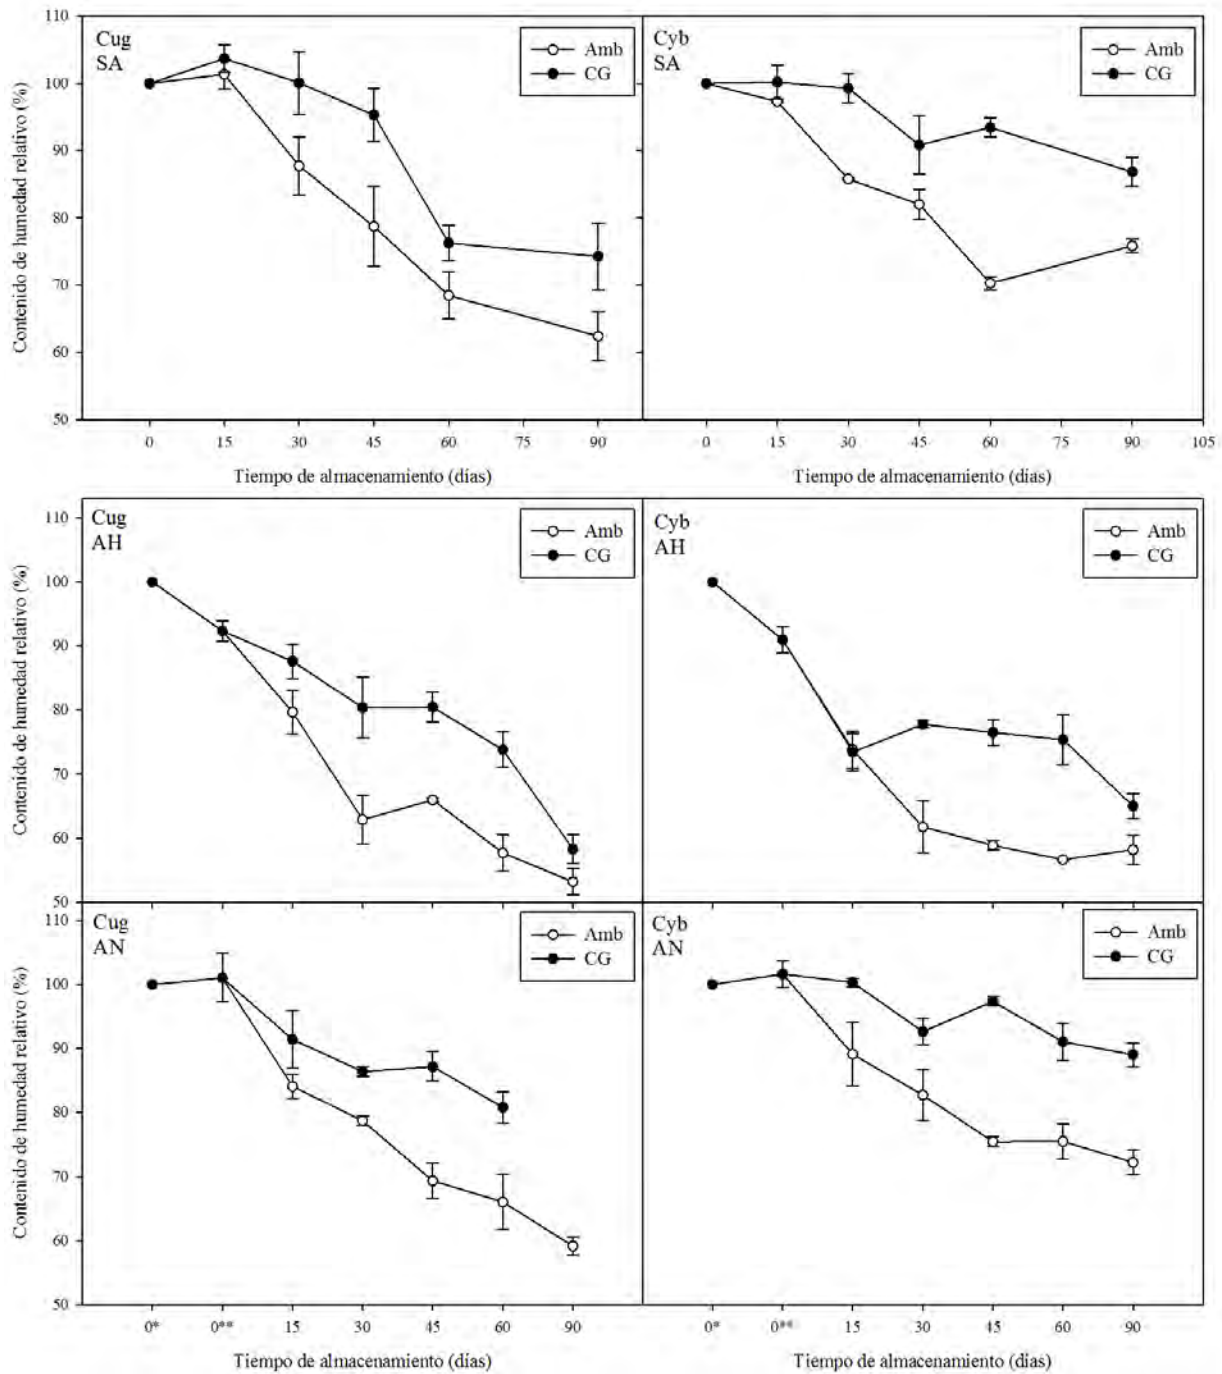 Cug
SA
Amb
CG
Cyb
SA
Amb
CG
Contenido de humedad relativo (%)
110
100
90
80
70
60
50
0 15 30 45 60 75 90
0 15 30 45 60 75 90 105
Tiempo de almacenamiento (días)
Tiempo de almacenamiento (días)
Cug
AH
Amb
CG
Cyb
AH
Amb
CG
Contenido de humedad relativo (%)
110
100
90
80
70
60
50
Cug
AN
Amb
CG
Cyb
AN
Amb
CG
Contenido de humedad relativo (%)
110
100
90
80
70
60
50
0* 0** 15 30 45 60 90
0* 0** 15 30 45 60 90
Tiempo de almacenamiento (días)
Tiempo de almacenamiento (días)